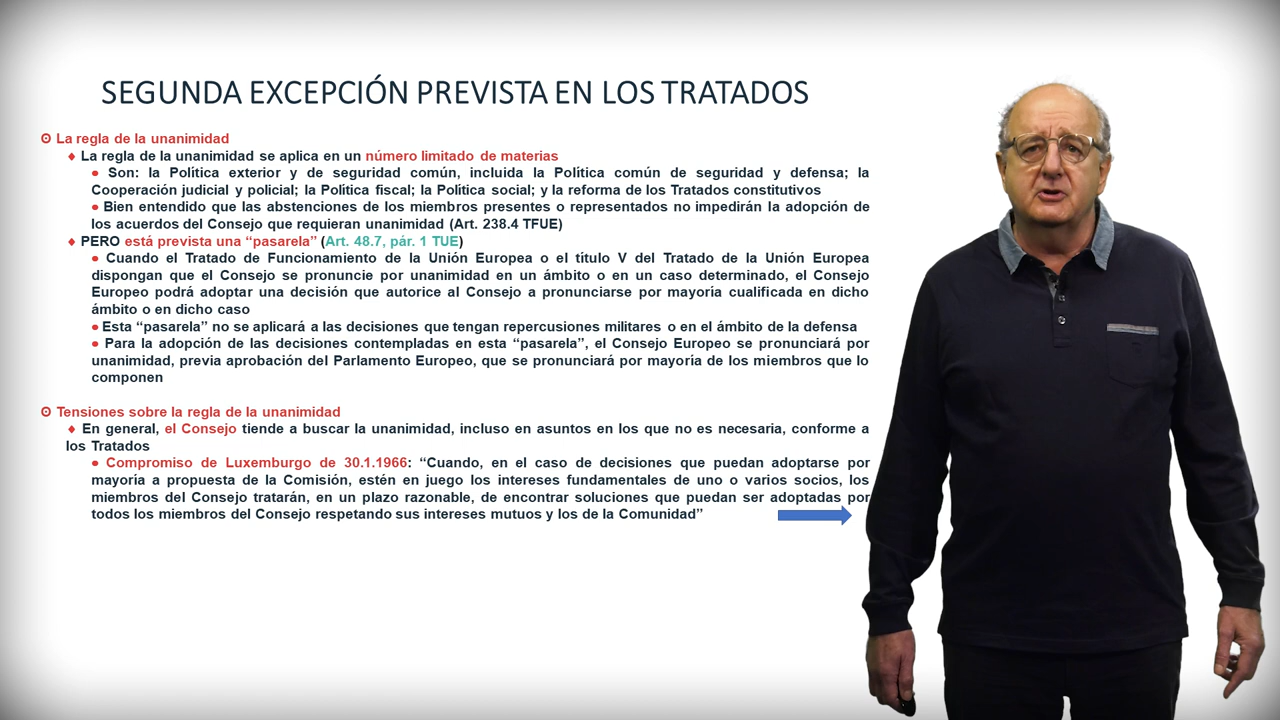 SEGUNDA EXCEPCIÓN PREVISTA EN LOS TRATADOS
La regla de la unanimidad
La regla de la unanimidad se aplica en un número limitado de materias
Son: la Política exterior y de seguridad común, incluida la Política común de seguridad y defensa; la
Cooperación judicial y policial; la Política fiscal; la Política social; y la reforma de los Tratados constitutivos
Bien entendido que las abstenciones de los miembros presentes o representados no impedirán la adopción de
los acuerdos del Consejo que requieran unanimidad (Art. 238.4 TFUE)
PERO está prevista una “pasarela” (Art. 48.7, pár. 1 TUE)
Cuando el Tratado de Funcionamiento de la Unión Europea o el título V del Tratado de la Unión Europea
dispongan que el Consejo se pronuncie por unanimidad en un ámbito o en un caso determinado, el Consejo
Europeo podrá adoptar una decisión que autorice al Consejo a pronunciarse por mayoría cualificada en dicho
ámbito o en dicho caso
Esta “pasarela” no se aplicará a las decisiones que tengan repercusiones militares o en el ámbito de la defensa
Para la adopción de las decisiones contempladas en esta “pasarela”, el Consejo Europeo se pronunciará por
unanimidad, previa aprobación del Parlamento Europeo, que se pronunciará por mayoría de los miembros que lo
componen
Tensiones sobre la regla de la unanimidad
En general, el Consejo tiende a buscar la unanimidad, incluso en asuntos en los que no es necesaria, conforme a
los Tratados
Compromiso de Luxemburgo de 30.1.1966: “Cuando, en el caso de decisiones que puedan adoptarse por
mayoría a propuesta de la Comisión, estén en juego los intereses fundamentales de uno o varios socios, los
miembros del Consejo tratarán, en un plazo razonable, de encontrar soluciones que puedan ser adoptadas por
todos los miembros del Consejo respetando sus intereses mutuos y los de la Comunidad”